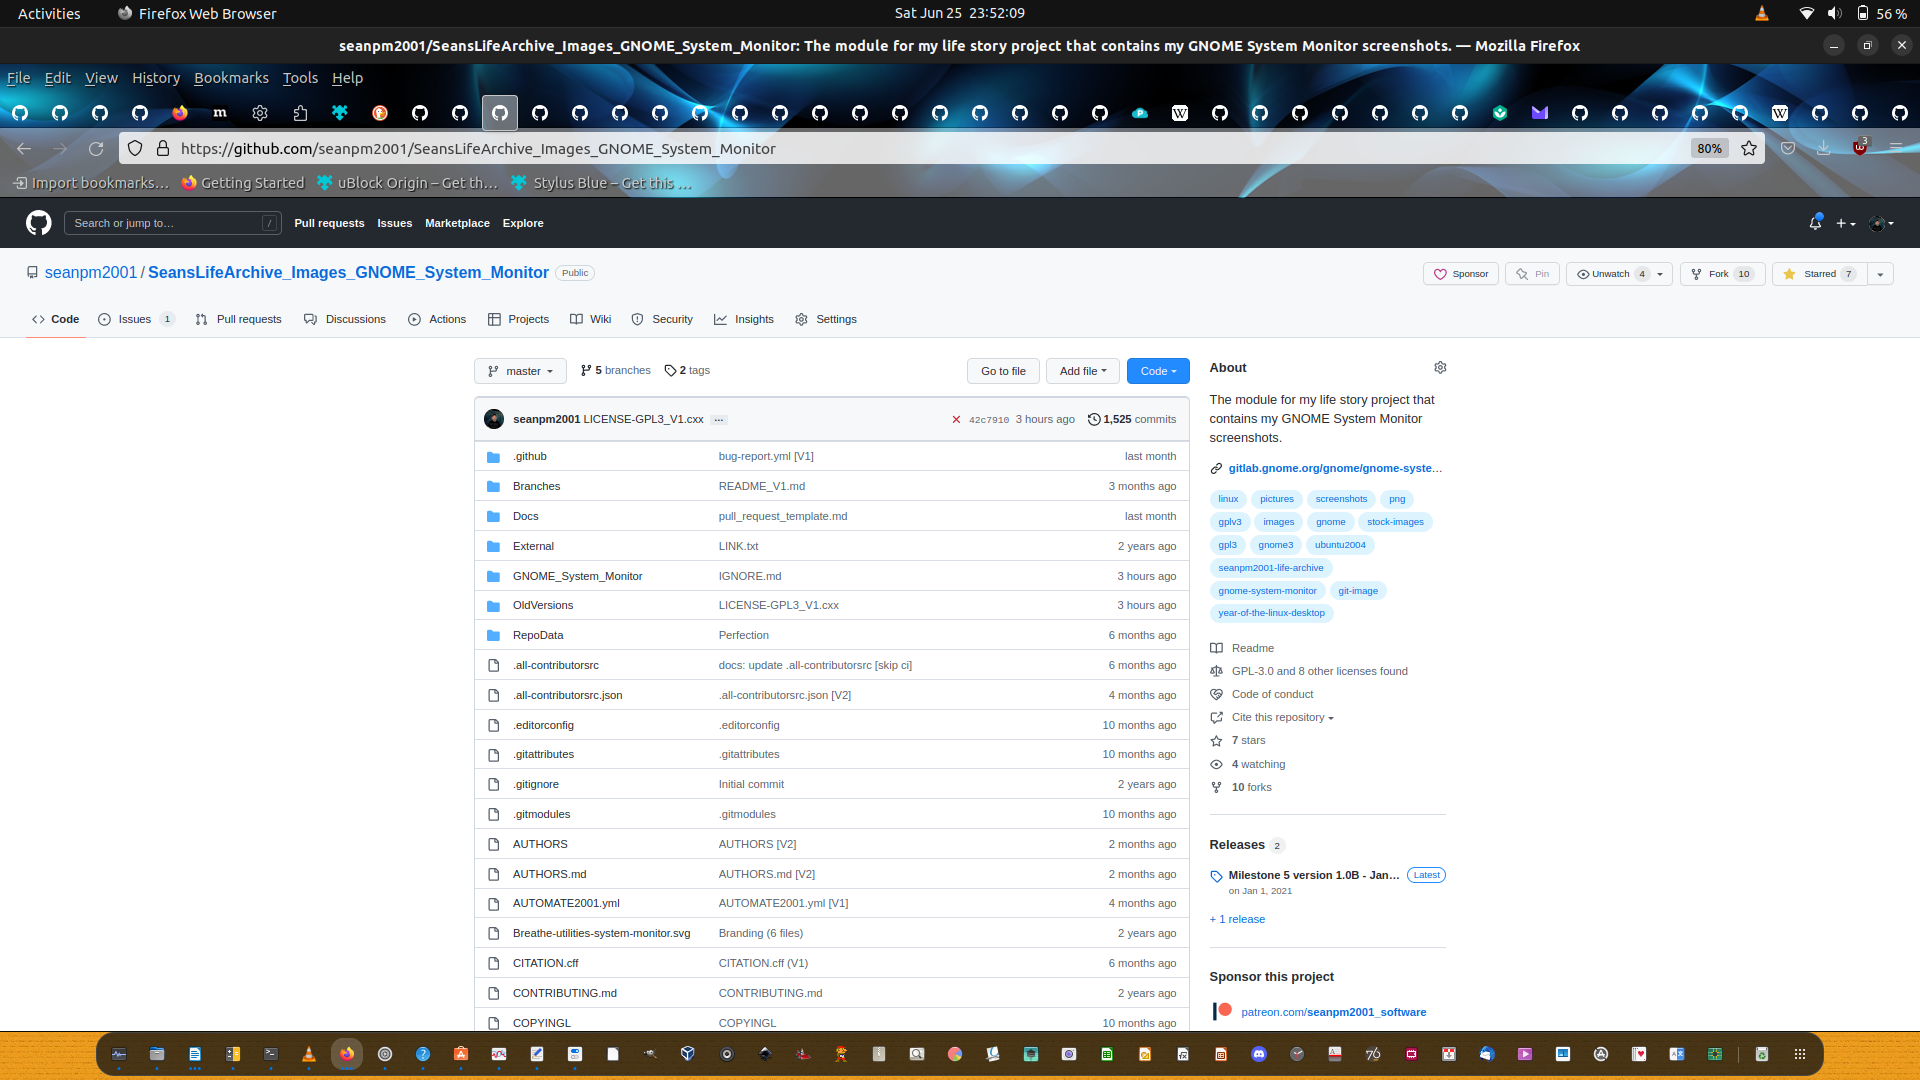 Activities
Firefox Web Browser
Sat Jun 25 23:52:09
56 %
seanpm2001/SeansLifeArchive_Images_GNOME_System_Monitor: The module for my life story project that contains my GNOME System Monitor screenshots. — Mozilla Firefox
File Edit View History Bookmarks Tools Help
https://github.com/seanpm2001/SeansLifeArchive_Images_GNOME_System_Monitor
80%
3
Import bookmarks… Getting Started uBlock Origin – Get th… Stylus Blue – Get this …
Search or jump to… /
Pull requests Issues Marketplace Explore
seanpm2001 / SeansLifeArchive_Images_GNOME_System_Monitor Public
Sponsor Pin Unwatch 4 Fork 10 Starred 7
Code Issues 1 Pull requests Discussions Actions Projects Wiki Security Insights Settings
master 5 branches 2 tags Go to file Add file Code
seanpm2001 LICENSE-GPL3_V1.cxx … 42c7910 3 hours ago 1,525 commits
.github bug-report.yml [V1] last month
Branches README_V1.md 3 months ago
Docs pull_request_template.md last month
External LINK.txt 2 years ago
GNOME_System_Monitor IGNORE.md 3 hours ago
OldVersions LICENSE-GPL3_V1.cxx 3 hours ago
RepoData Perfection 6 months ago
.all-contributorsrc docs: update .all-contributorsrc [skip ci] 6 months ago
.all-contributorsrc.json .all-contributorsrc.json [V2] 4 months ago
.editorconfig .editorconfig 10 months ago
.gitattributes .gitattributes 10 months ago
.gitignore Initial commit 2 years ago
.gitmodules .gitmodules 10 months ago
AUTHORS AUTHORS [V2] 2 months ago
AUTHORS.md AUTHORS.md [V2] 2 months ago
AUTOMATE2001.yml AUTOMATE2001.yml [V1] 4 months ago
Breathe-utilities-system-monitor.svg Branding (6 files) 2 years ago
CITATION.cff CITATION.cff (V1) 6 months ago
CONTRIBUTING.md CONTRIBUTING.md 2 years ago
COPYINGL COPYINGL 10 months ago
About
The module for my life story project that
contains my GNOME System Monitor
screenshots.
gitlab.gnome.org/gnome/gnome-syste…
linux pictures screenshots png
gplv3 images gnome stock-images
gpl3 gnome3 ubuntu2004
seanpm2001-life-archive
gnome-system-monitor git-image
year-of-the-linux-desktop
Readme
GPL-3.0 and 8 other licenses found
Code of conduct
Cite this repository
7 stars
4 watching
10 forks
Releases 2
Milestone 5 version 1.0B - Jan… Latest
on Jan 1, 2021
+ 1 release
Sponsor this project
patreon.com/seanpm2001_software